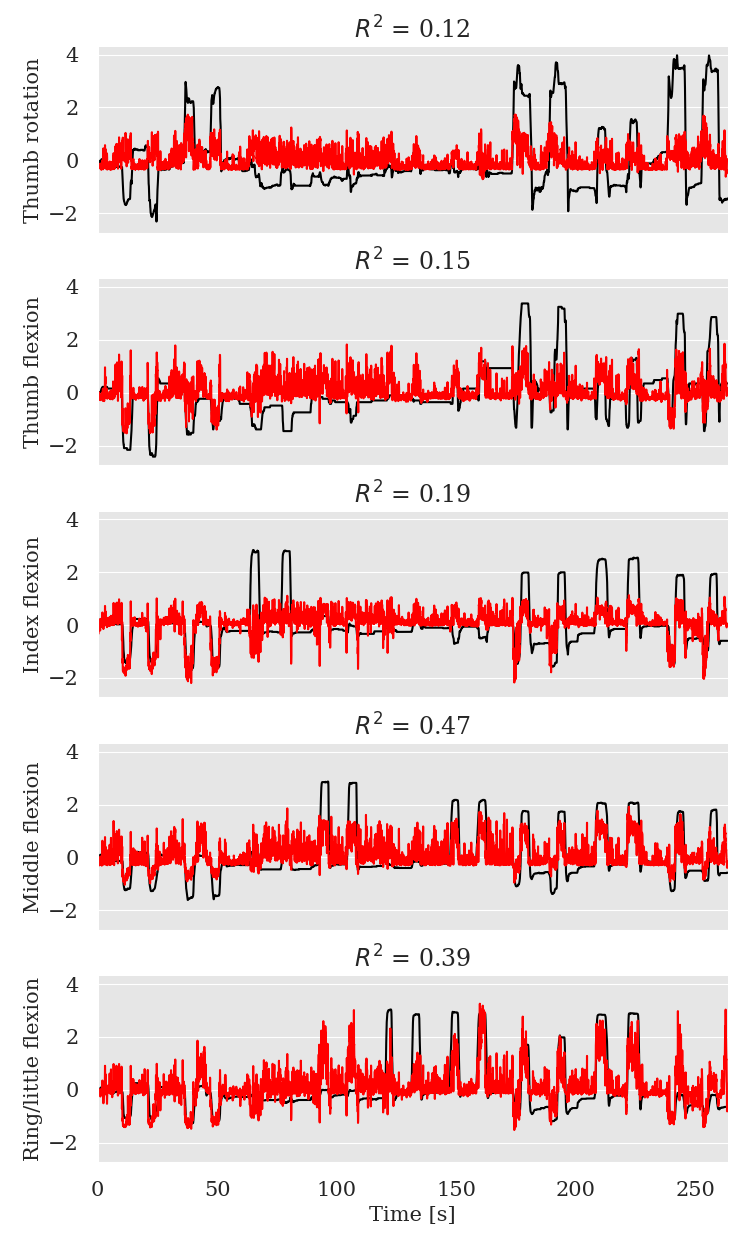 R² = 0.12
4
2
0
−2
Thumb rotation
R² = 0.15
4
2
0
−2
Thumb flexion
R² = 0.19
4
2
0
−2
Index flexion
R² = 0.47
4
2
0
−2
Middle flexion
R² = 0.39
4
2
0
−2
Ring/little flexion
0 50 100 150 200 250
Time [s]